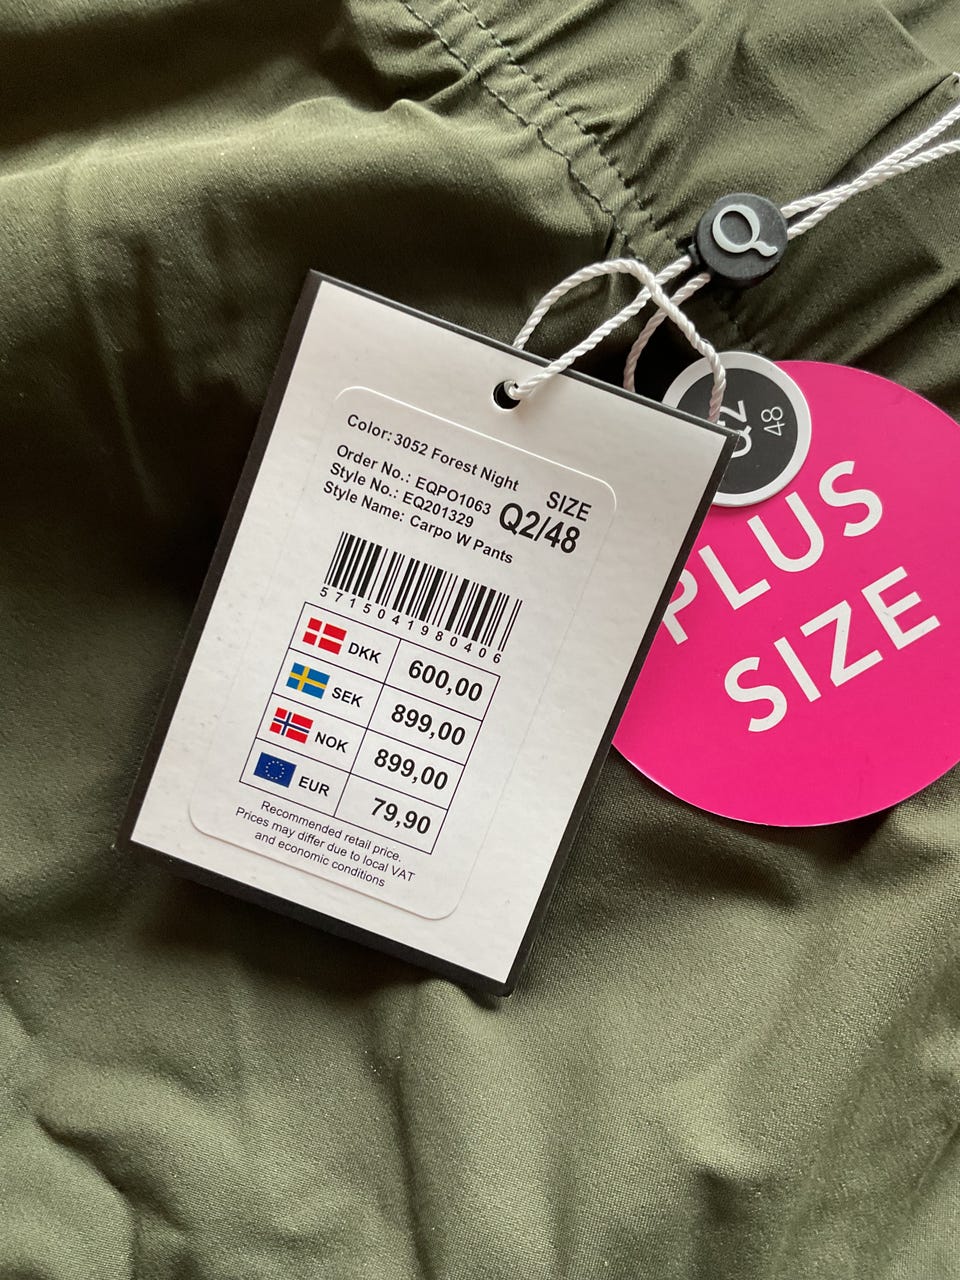 Q
Q2
48
PLUS
SIZE
Color: 3052 Forest Night
Order No.: EQPO1063
Style No.: EQ201329
Style Name: Carpo W Pants
SIZE
Q2/48
5715041980406
DKK 600,00
SEK 899,00
NOK 899,00
EUR 79,90
Recommended retail price.
Prices may differ due to local VAT
and economic conditions